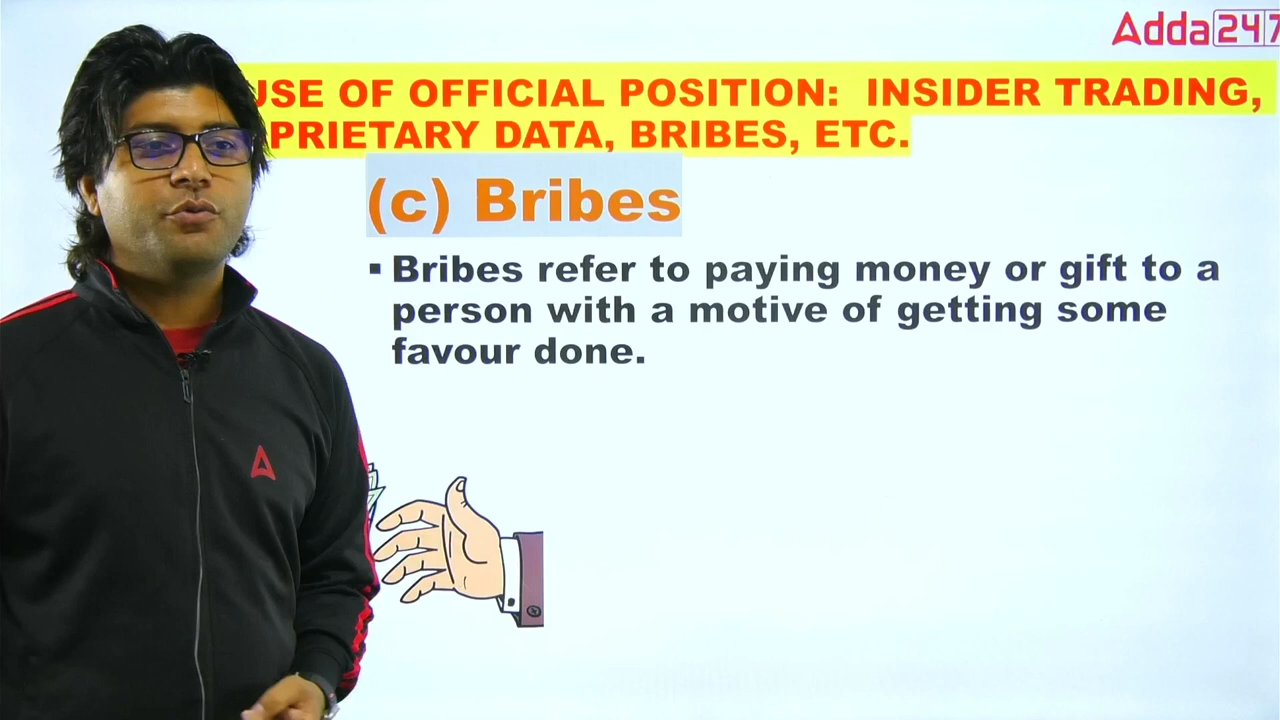 Adda247
USE OF OFFICIAL POSITION: INSIDER TRADING,
PRIETARY DATA, BRIBES, ETC.
(c) Bribes
▪ Bribes refer to paying money or gift to a
person with a motive of getting some
favour done.